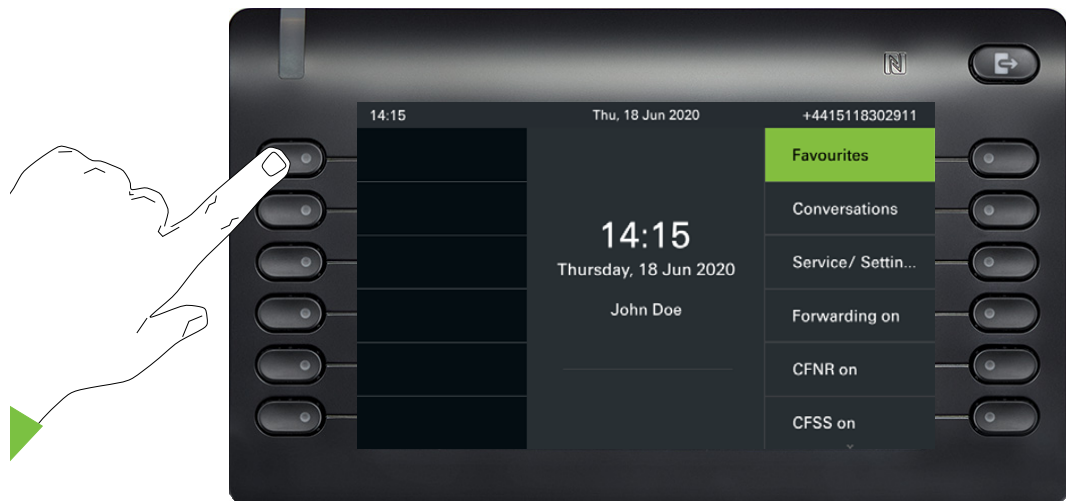 14:15 Thu, 18 Jun 2020 +4415118302911
Favourites
Conversations
14:15
Thursday, 18 Jun 2020
Service/ Settin...
John Doe
Forwarding on
CFNR on
CFSS on